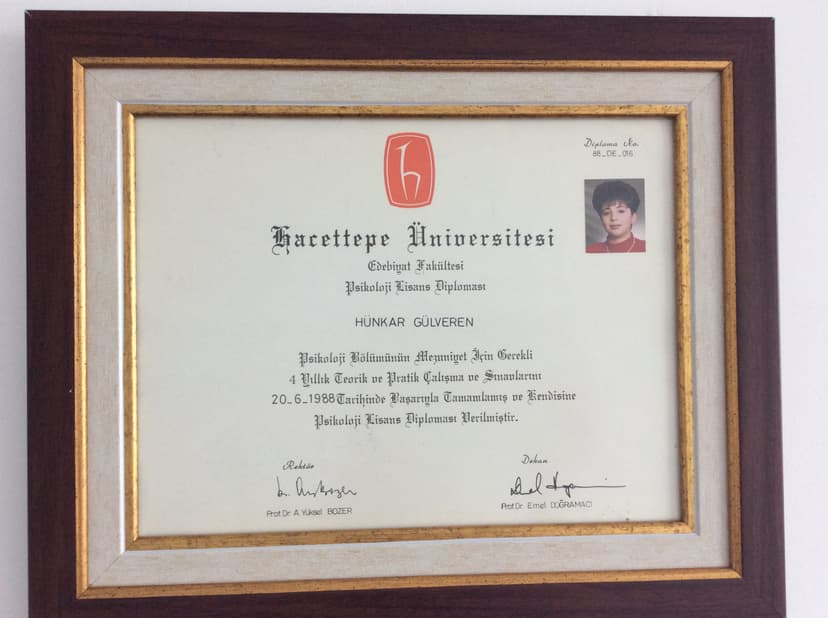 Diploma No.
88_OE_016
Hacettepe Üniversitesi
Edebiyat Fakültesi
Psikoloji Lisans Diploması
HÜNKAR GÜLVEREN
Psikoloji Bölümünün Mezuniyet İçin Gerekli
4 Yıllık Teorik ve Pratik Çalışma ve Sınavlarını
20_6_1988 Tarihinde Başarıyla Tamamlamış ve Kendisine
Psikoloji Lisans Diploması Verilmiştir.
Rektör
Prof. Dr. A. Yüksel BOZER
Dekan
Prof. Dr. Emel DOĞRAMACI